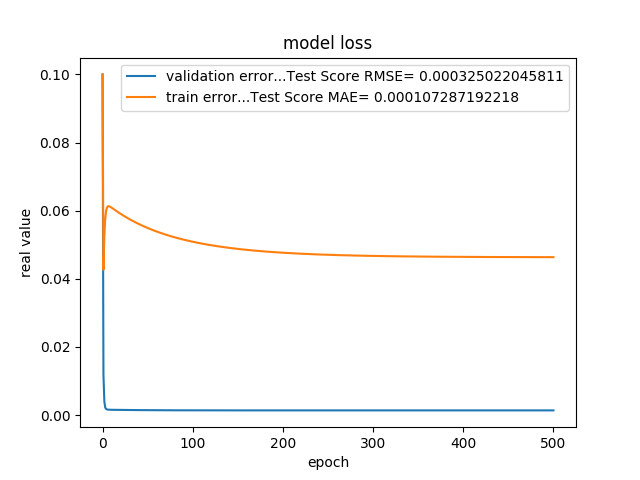 model loss
validation error...Test Score RMSE= 0.000325022045811
train error...Test Score MAE= 0.000107287192218
real value
0.10
0.08
0.06
0.04
0.02
0.00
0 100 200 300 400 500
epoch